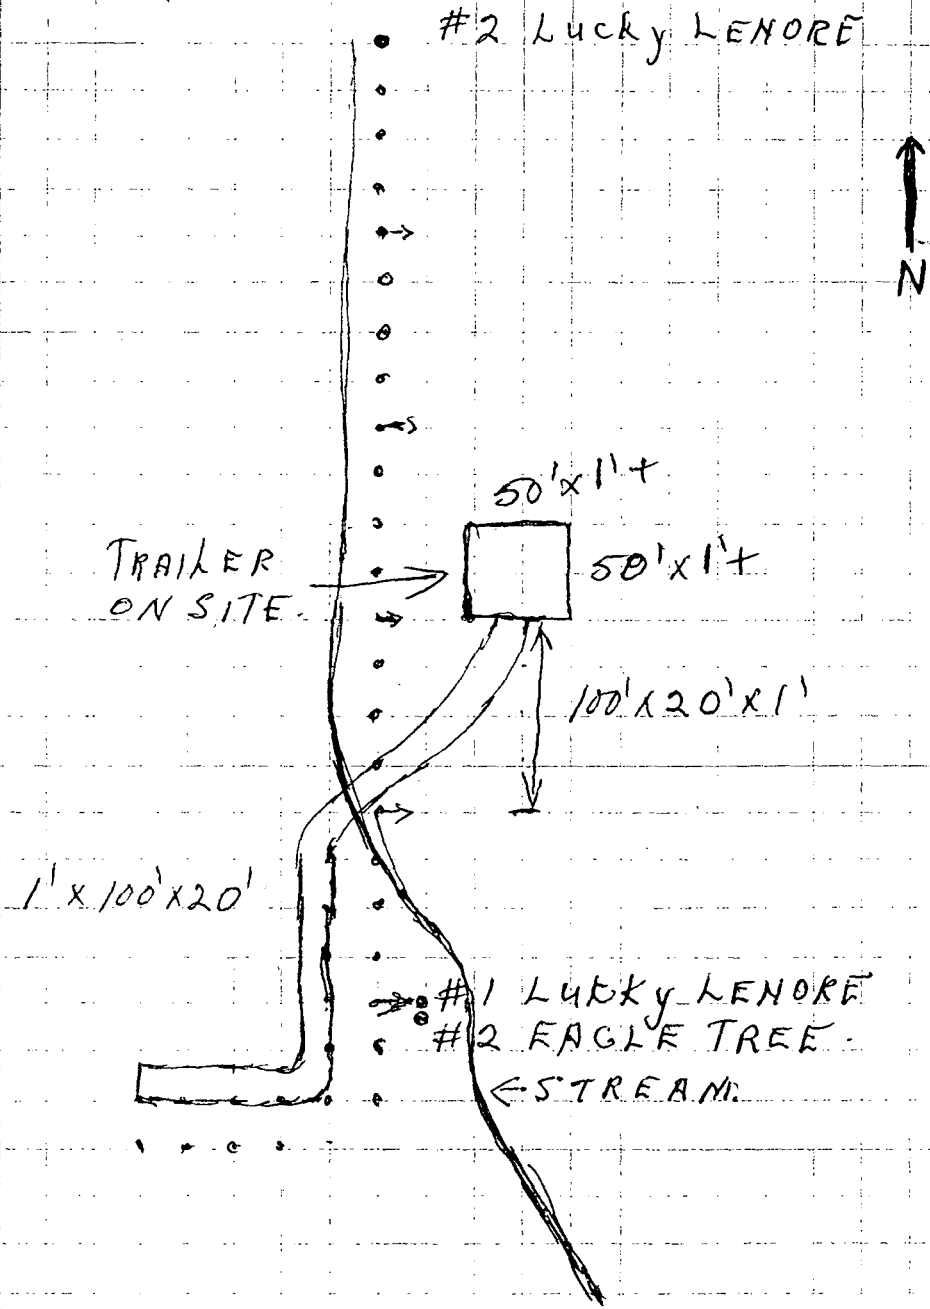 #2 Lucky LENORE
N
50'x1'+
TRAILER
ON SITE.
50'x1'+
100'x20'x1'
1'x100'x20'
#1 Lukky LENORE
#2 EAGLE TREE.
STREAM.